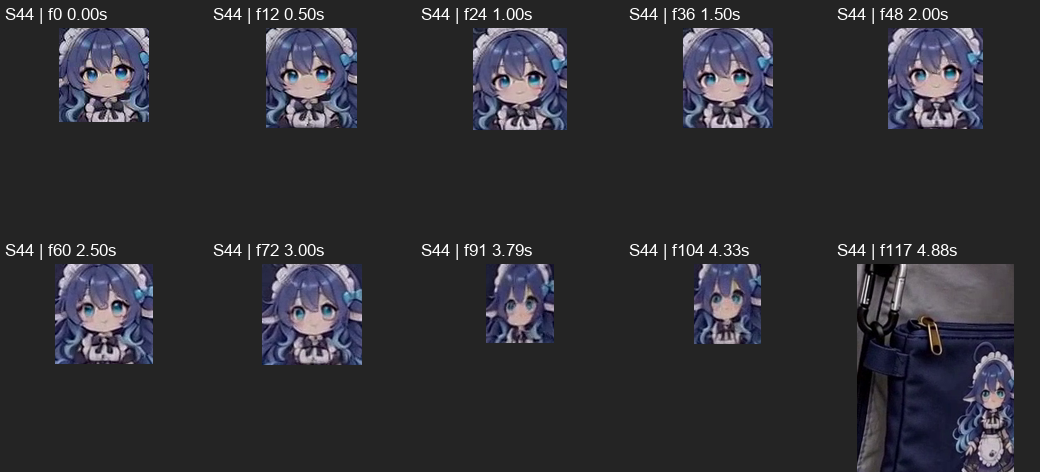 S44 | f0 0.00s
S44 | f12 0.50s
S44 | f24 1.00s
S44 | f36 1.50s
S44 | f48 2.00s
S44 | f60 2.50s
S44 | f72 3.00s
S44 | f91 3.79s
S44 | f104 4.33s
S44 | f117 4.88s